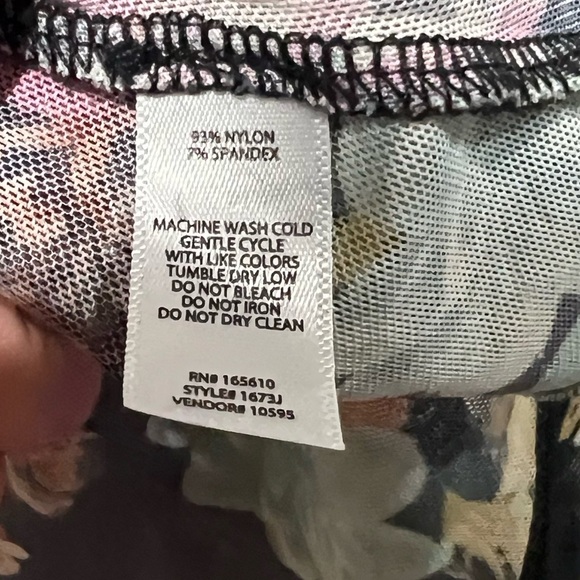 93% NYLON
7% SPANDEX
MACHINE WASH COLD
GENTLE CYCLE
WITH LIKE COLORS
TUMBLE DRY LOW
DO NOT BLEACH
DO NOT IRON
DO NOT DRY CLEAN
RN# 165610
STYLE# 1673J
VENDOR# 10595